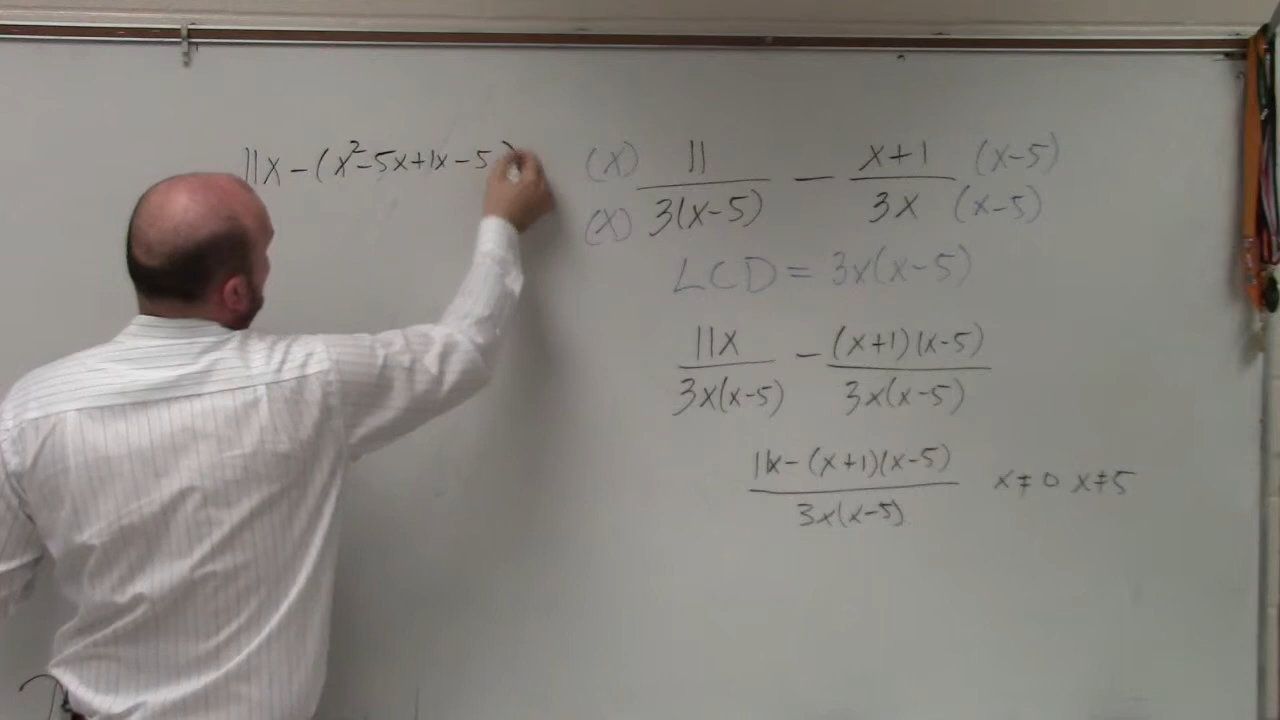 11x - (x² - 5x + 1x - 5)
(x) 11 / (x) 3(x-5) - x+1 (x-5) / 3x (x-5)
LCD = 3x(x-5)
11x / 3x(x-5) - (x+1)(x-5) / 3x(x-5)
11x - (x+1)(x-5) / 3x(x-5) x≠0 x≠5